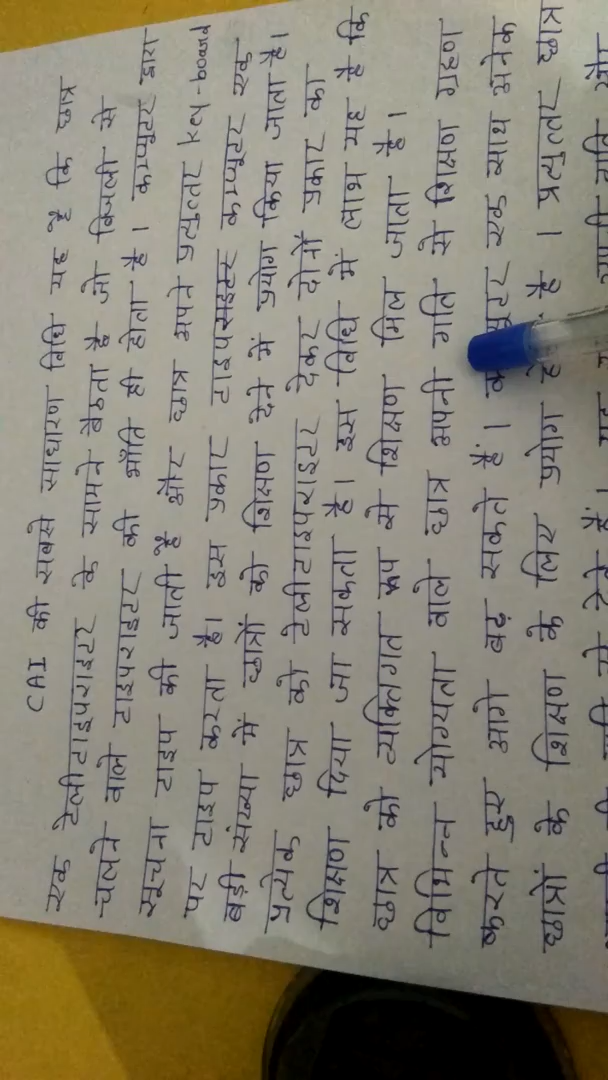 CAI की सबसे साधारण विधि यह है कि छात्र
एक टेलीटाइपराइटर के सामने बैठता है जो बिजली से
चलने वाले टाइपराइटर की भाँति ही होता है। कम्प्यूटर द्वारा
सूचना टाइप की जाती है और छात्र अपने प्रत्युत्तर key-board
पर टाइप करता है। इस प्रकार टाइपराइटर कम्प्यूटर एक
बड़ी संख्या में छात्रों को शिक्षण देने में प्रयोग किया जाता है।
प्रत्येक छात्र को टेलीटाइपराइटर देकर दोनों प्रकार का
शिक्षण दिया जा सकता है। इस विधि में लाभ यह है कि
छात्र को व्यक्तिगत रूप से शिक्षण मिल जाता है।
विभिन्न योग्यता वाले छात्र अपनी गति से शिक्षण ग्रहण
करते हुए आगे बढ़ सकते हैं। एक साथ अनेक
छात्रों के शिक्षण के लिए प्रयोग है। प्रत्युत्तर छात्र